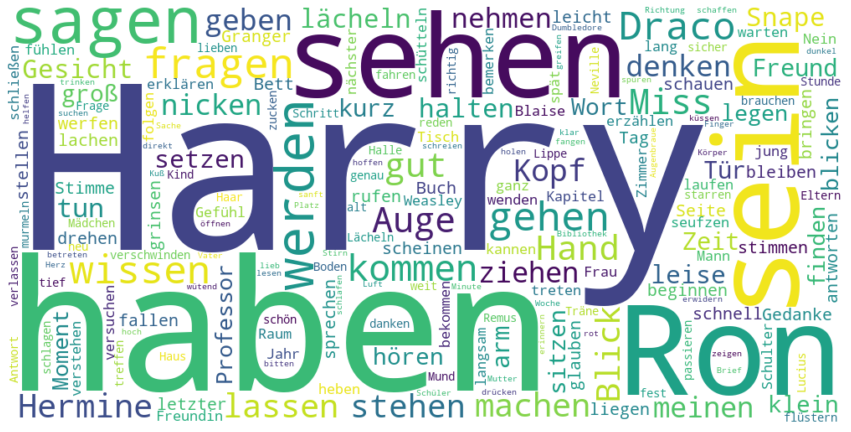 sagen
geben
lächeln
nehmen
leicht
Draco
Richtung
schaffen
Dumbledore
warten
Snape
Nein
fühlen
Granger
lieben
schütteln
lang
sicher
Gesicht
fragen
sehen
denken
Freund
schließen
erklären
Bett
nächster
fahren
richtig
bemerken
spät
greifen
Neville
schauen
dunkel
trinken
spüren
groß
nicken
zucken
kurz
halten
Wort
Miss
legen
Stunde
helfen
suchen
Frage
Schritt
Blaise
erzählen
brauchen
küssen
Finger
bringen
blicken
werfen
folgen
Sache
reden
klar
fangen
Tag
lachen
direkt
setzen
Halle
Tisch
hoffen
schreien
holen
Körper
Augenbraue
Zimmer
jung
stellen
werden
Kind
genau
gut
Lippe
Kopf
Tür
bleiben
Stimme
Kuß
Haar
sanft
rufen
Buch
Weasley
ganz
wenden
Kapitel
laufen
Eltern
murmeln
tun
Mädchen
grinsen
Gefühl
Platz
alt
Auge
gehen
Seite
starren
drehen
neu
öffnen
Lächeln
scheinen
kannen
Bibliothek
Hand
seufzen
Harry
sein
verschwinden
Vater
Zeit
Mann
stimmen
finden
antworten
verlassen
betreten
Herz
wissen
lieb
lesen
Stirn
Boden
weit
kommen
ziehen
Frau
leise
tief
wütend
schlafen
Luft
Minute
treten
beginnen
versuchen
haben
Professor
schön
sprechen
danken
Remus
bekommen
Woche
Träne
schnell
Gedanke
Antwort
schlagen
Moment
verstehen
hoch
fallen
Raum
arm
langsam
erinnern
rot
erwidern
glauben
passieren
zeigen
Ron
treffen
Haus
bitten
Jahr
hören
Mutter
sitzen
Blick
fest
Brief
Schulter
Lucius
heben
Mund
Hermine
letzter
Freundin
lassen
stehen
Schüler
drücken
machen
liegen
meinen
klein
flüstern